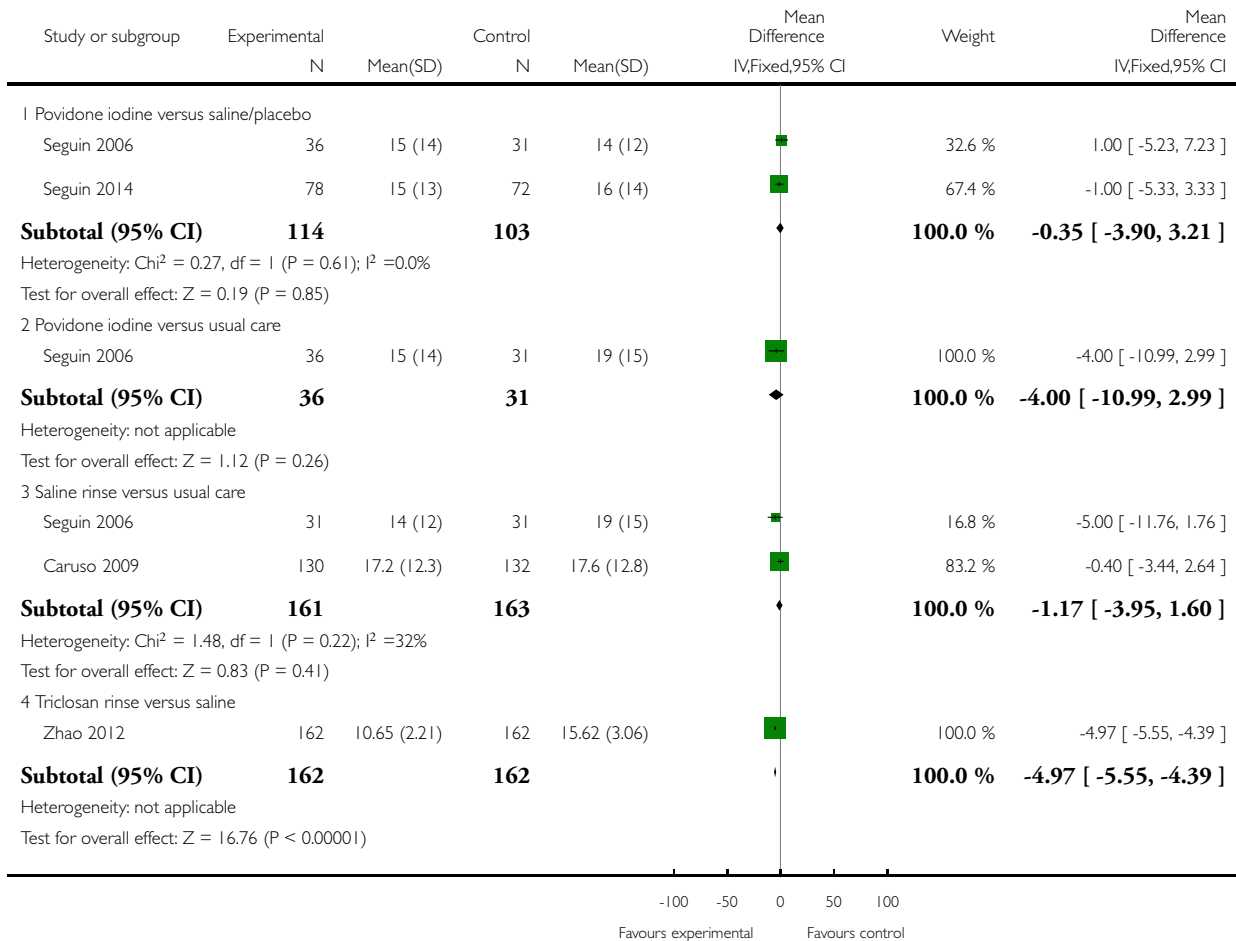 Study or subgroup Experimental Control Mean Difference Weight Mean Difference
N Mean(SD) N Mean(SD) IV,Fixed,95% CI IV,Fixed,95% CI
1 Povidone iodine versus saline/placebo
Seguin 2006 36 15 (14) 31 14 (12) 32.6 % 1.00 [ -5.23, 7.23 ]
Seguin 2014 78 15 (13) 72 16 (14) 67.4 % -1.00 [ -5.33, 3.33 ]
Subtotal (95% CI) 114 103 100.0 % -0.35 [ -3.90, 3.21 ]
Heterogeneity: Chi² = 0.27, df = 1 (P = 0.61); I² =0.0%
Test for overall effect: Z = 0.19 (P = 0.85)
2 Povidone iodine versus usual care
Seguin 2006 36 15 (14) 31 19 (15) 100.0 % -4.00 [ -10.99, 2.99 ]
Subtotal (95% CI) 36 31 100.0 % -4.00 [ -10.99, 2.99 ]
Heterogeneity: not applicable
Test for overall effect: Z = 1.12 (P = 0.26)
3 Saline rinse versus usual care
Seguin 2006 31 14 (12) 31 19 (15) 16.8 % -5.00 [ -11.76, 1.76 ]
Caruso 2009 130 17.2 (12.3) 132 17.6 (12.8) 83.2 % -0.40 [ -3.44, 2.64 ]
Subtotal (95% CI) 161 163 100.0 % -1.17 [ -3.95, 1.60 ]
Heterogeneity: Chi² = 1.48, df = 1 (P = 0.22); I² =32%
Test for overall effect: Z = 0.83 (P = 0.41)
4 Triclosan rinse versus saline
Zhao 2012 162 10.65 (2.21) 162 15.62 (3.06) 100.0 % -4.97 [ -5.55, -4.39 ]
Subtotal (95% CI) 162 162 100.0 % -4.97 [ -5.55, -4.39 ]
Heterogeneity: not applicable
Test for overall effect: Z = 16.76 (P < 0.00001)
-100 -50 0 50 100
Favours experimental Favours control